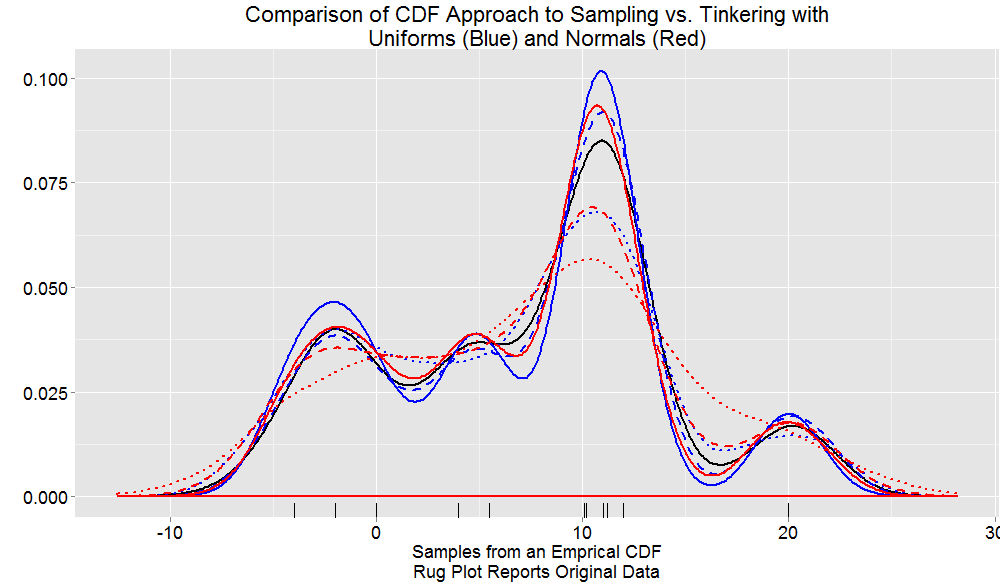 Comparison of CDF Approach to Sampling vs. Tinkering with
Uniforms (Blue) and Normals (Red)
0.100
0.075
0.050
0.025
0.000
-10 0 10 20 30
Samples from an Emprical CDF
Rug Plot Reports Original Data